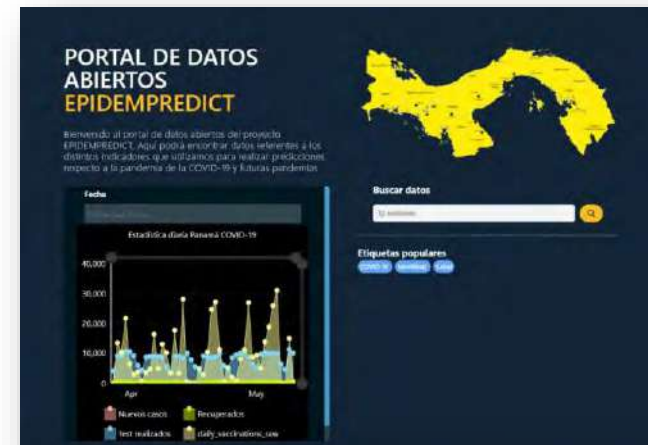 PORTAL DE DATOS
ABIERTOS
EPIDEMPREDICT
Bienvenido al portal de datos abiertos del proyecto
EPIDEMPREDICT. Aquí podrá encontrar datos referentes a los
distintos indicadores que utilizamos para realizar predicciones
respecto a la pandemia de la COVID-19 y futuras pandemias
Fecha
Estadística diaria Panamá COVID-19
40,000
30,000
20,000
10,000
0
Apr
May
Nuevos casos
Recuperados
Test realizados
daily_vaccinations_raw
Buscar datos
Etiquetas populares
COVID-19